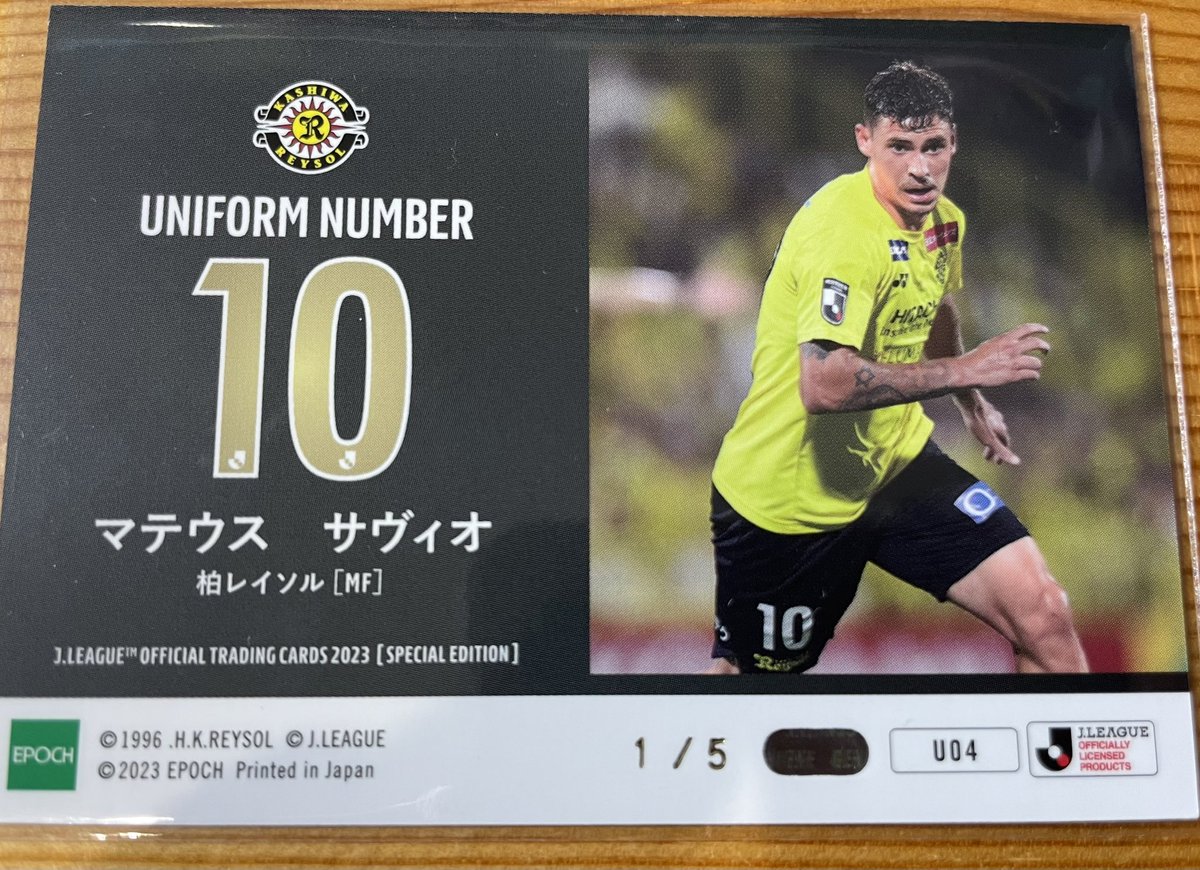 KASHIWA
R
REYSOL
UNIFORM NUMBER
10
マテウス　サヴィオ
柏レイソル [MF]
J.LEAGUE™ OFFICIAL TRADING CARDS 2023 [SPECIAL EDITION]
10
EPOCH
©1996 .H.K.REYSOL ©J.LEAGUE
©2023 EPOCH Printed in Japan
1 / 5
U04
J.LEAGUE
OFFICIALLY
LICENSED
PRODUCTS